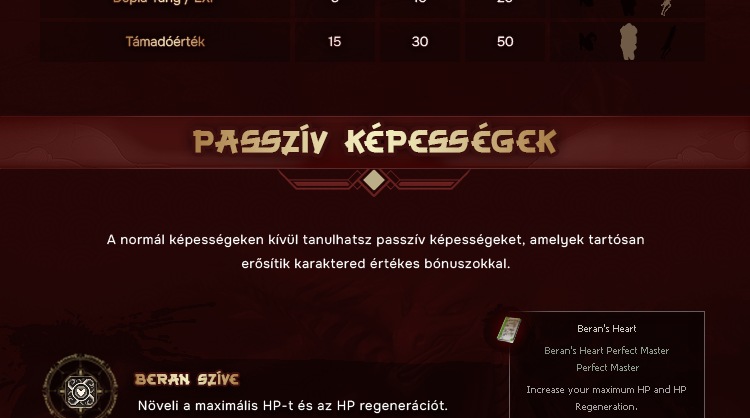 Támadóérték 15 30 50
PASSZÍV KÉPESSÉGEK
A normál képességeken kívül tanulhatsz passzív képességeket, amelyek tartósan
erősítik karaktered értékes bónuszokkal.
Beran's Heart
Beran's Heart Perfect Master
Perfect Master
Increase your maximum HP and HP
Regeneration.
BERAN SZÍVE
Növeli a maximális HP-t és az HP regenerációt.